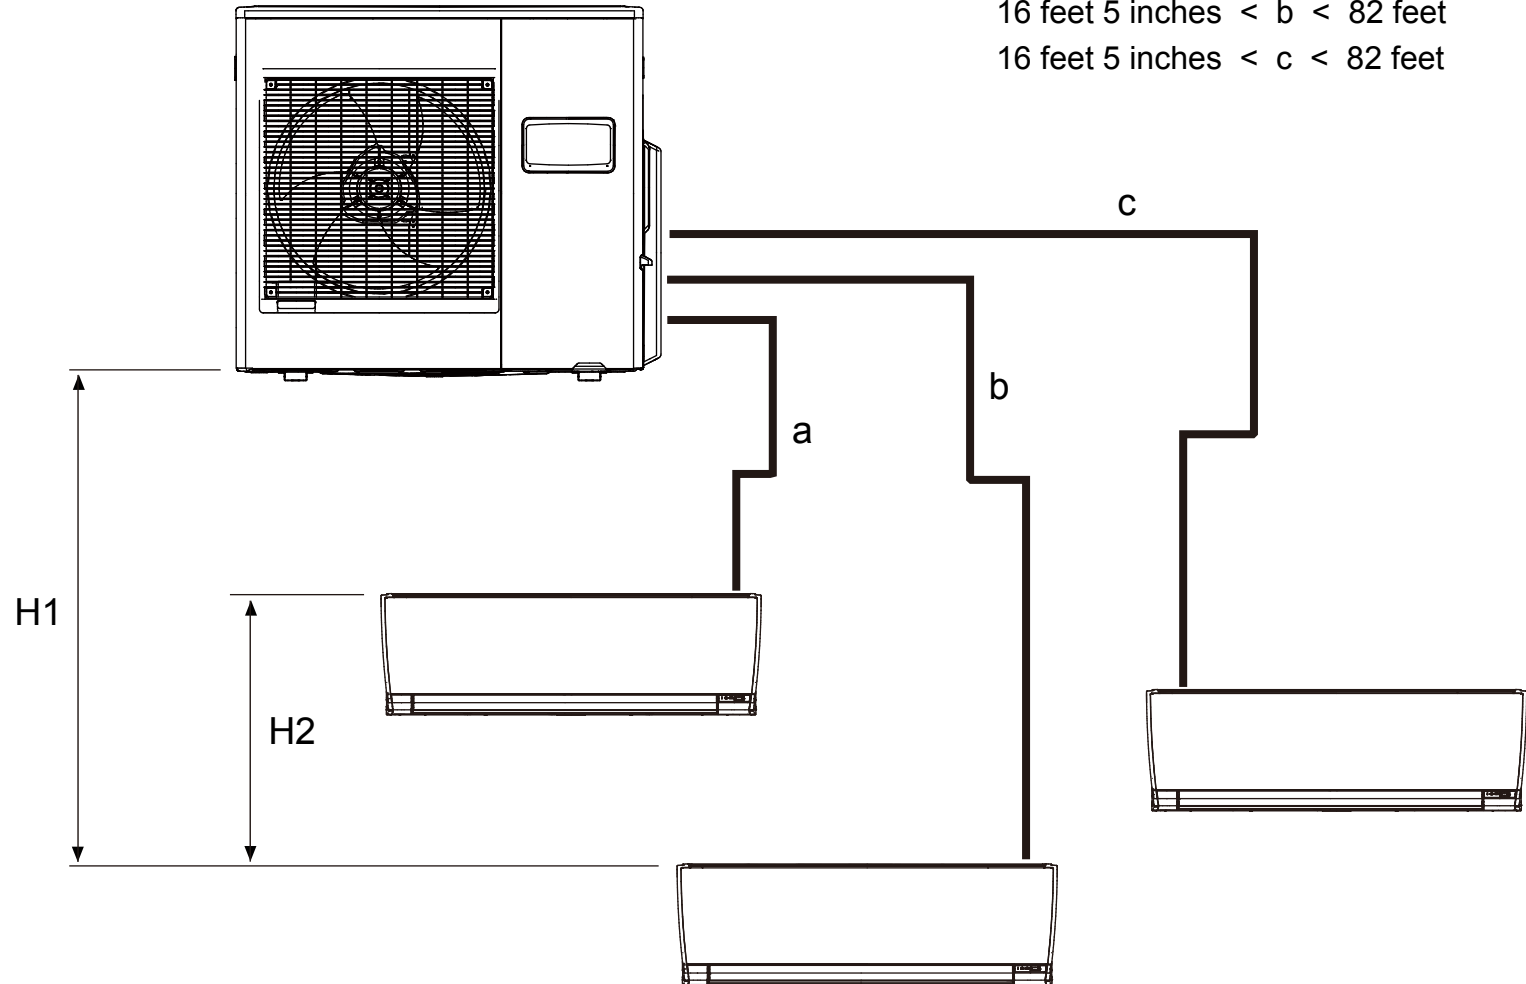 16 feet 5 inches < b < 82 feet
16 feet 5 inches < c < 82 feet
c
b
a
H1
H2